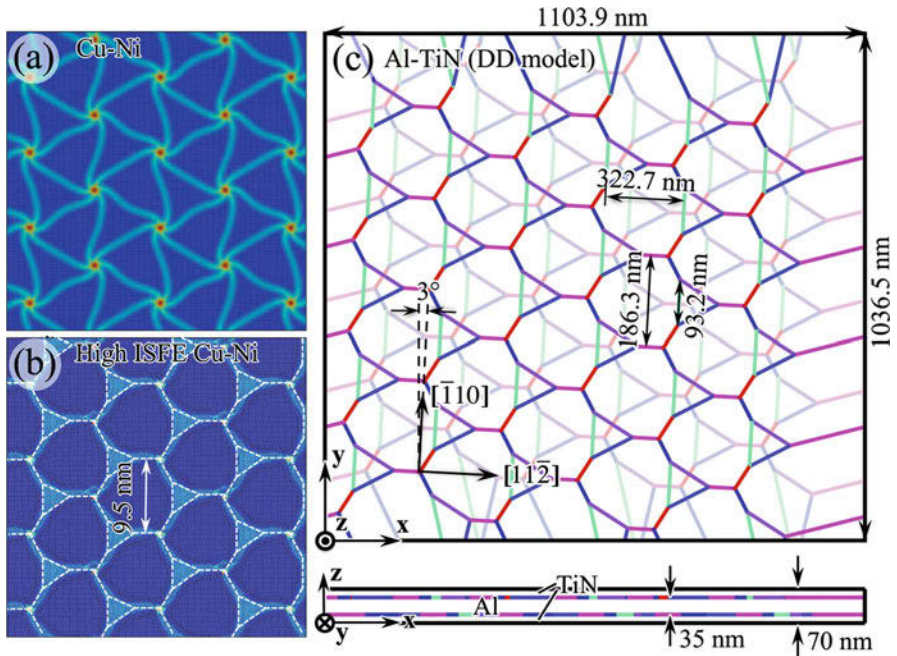 (a) Cu-Ni
(b) High ISFE Cu-Ni
9.5 nm
1103.9 nm
(c) Al-TiN (DD model)
322.7 nm
186.3 nm
93.2 nm
3°
[1̄10]
[112̄]
1036.5 nm
y
z
x
z
TiN
Al
y
x
35 nm
70 nm